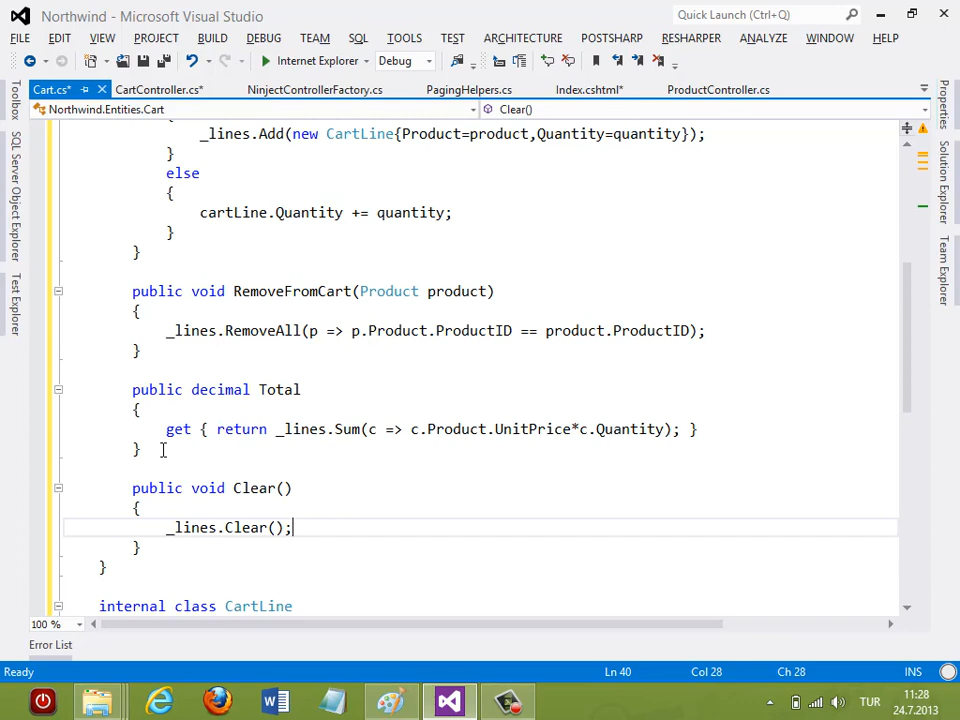 Northwind - Microsoft Visual Studio
Quick Launch (Ctrl+Q)
FILE EDIT VIEW PROJECT BUILD DEBUG TEAM SQL TOOLS TEST ARCHITECTURE POSTSHARP RESHARPER ANALYZE WINDOW HELP
Internet Explorer Debug
Cart.cs* CartController.cs* NinjectControllerFactory.cs PagingHelpers.cs Index.cshtml* ProductController.cs
Northwind.Entities.Cart Clear()
Toolbox
SQL Server Object Explorer
Test Explorer
Properties
Solution Explorer
Team Explorer
{
_lines.Add(new CartLine{Product=product,Quantity=quantity});
}
else
{
cartLine.Quantity += quantity;
}
}
public void RemoveFromCart(Product product)
{
_lines.RemoveAll(p => p.Product.ProductID == product.ProductID);
}
public decimal Total
{
get { return _lines.Sum(c => c.Product.UnitPrice*c.Quantity); }
}
public void Clear()
{
_lines.Clear();
}
}
internal class CartLine
100 %
Error List
Ready Ln 40 Col 28 Ch 28 INS
TUR
11:28
24.7.2013